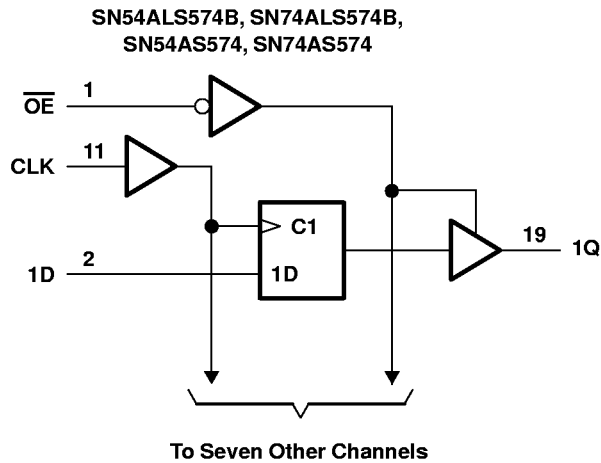 SN54ALS574B, SN74ALS574B,
SN54AS574, SN74AS574
OE 1
CLK 11
C1
1D 2
1D
19 1Q
To Seven Other Channels